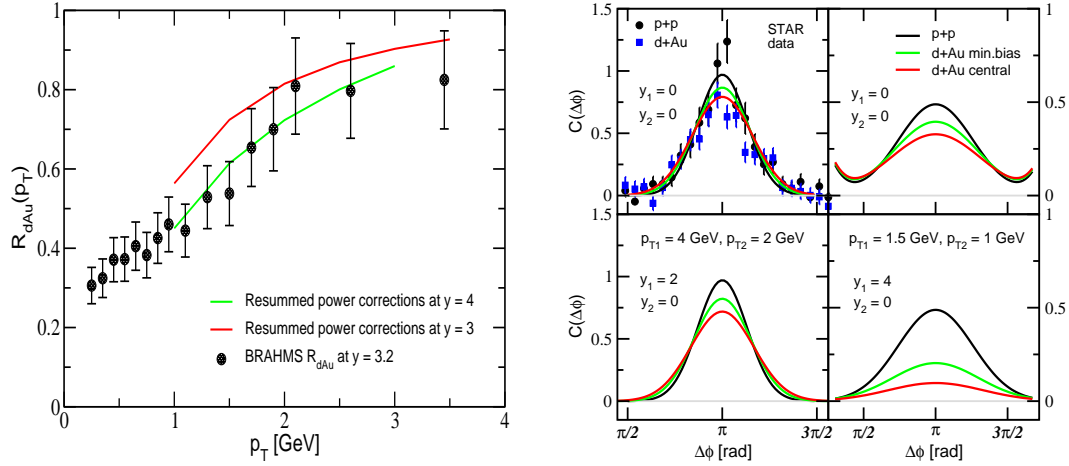 R_dAu(p_T)
1
0.8
0.6
0.4
0.2
0
0 1 2 3 4
p_T [GeV]
Resummed power corrections at y = 4
Resummed power corrections at y = 3
BRAHMS R_dAu at y = 3.2
C(Δϕ)
1.5
1
0.5
0
p+p
d+Au
STAR
data
y_1 = 0
y_2 = 0
p+p
d+Au min.bias
d+Au central
y_1 = 0
y_2 = 0
1
0.5
0
C(Δϕ)
1.5
1
0.5
0
p_T1 = 4 GeV, p_T2 = 2 GeV
y_1 = 2
y_2 = 0
p_T1 = 1.5 GeV, p_T2 = 1 GeV
y_1 = 4
y_2 = 0
1
0.5
0
π/2 π 3π/2
π/2 π 3π/2
Δϕ [rad]
Δϕ [rad]